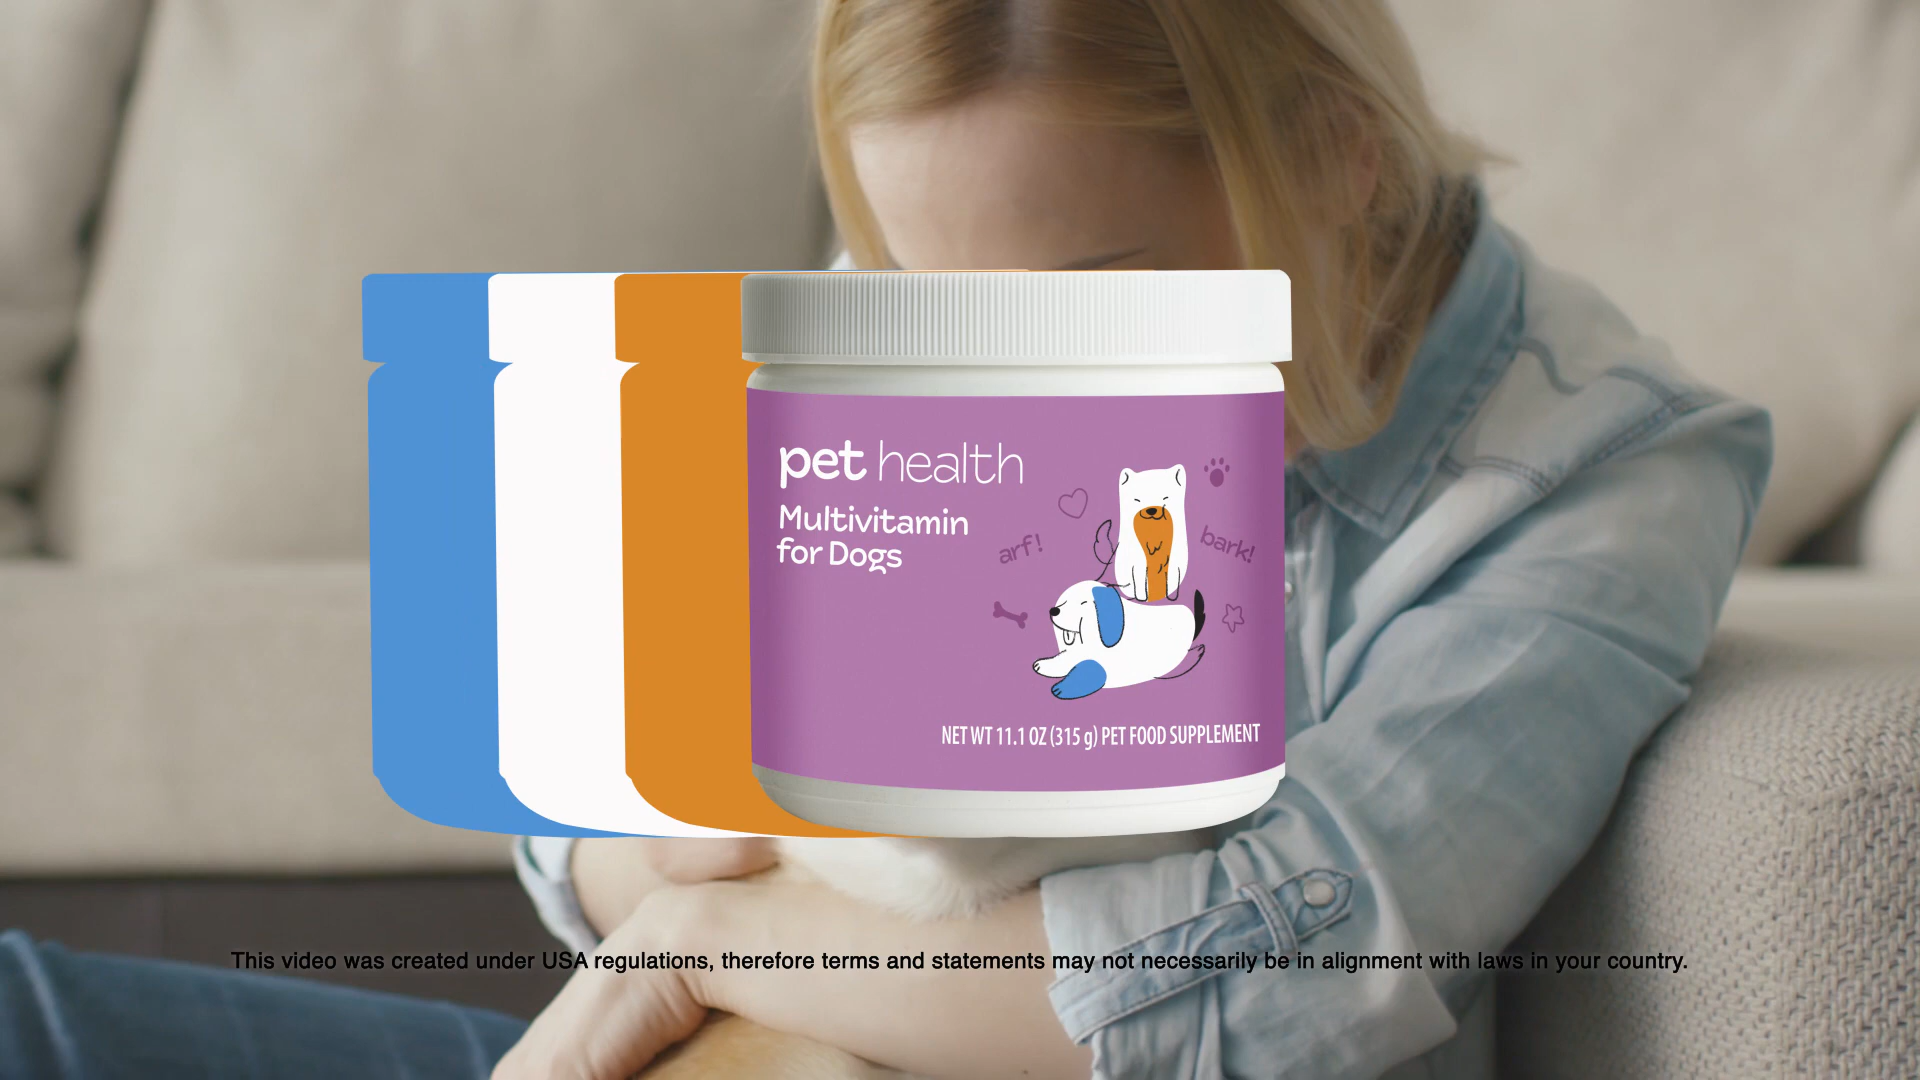 pet health
Multivitamin
for Dogs
arf!
bark!
NET WT 11.1 OZ (315 g) PET FOOD SUPPLEMENT
This video was created under USA regulations, therefore terms and statements may not necessarily be in alignment with laws in your country.